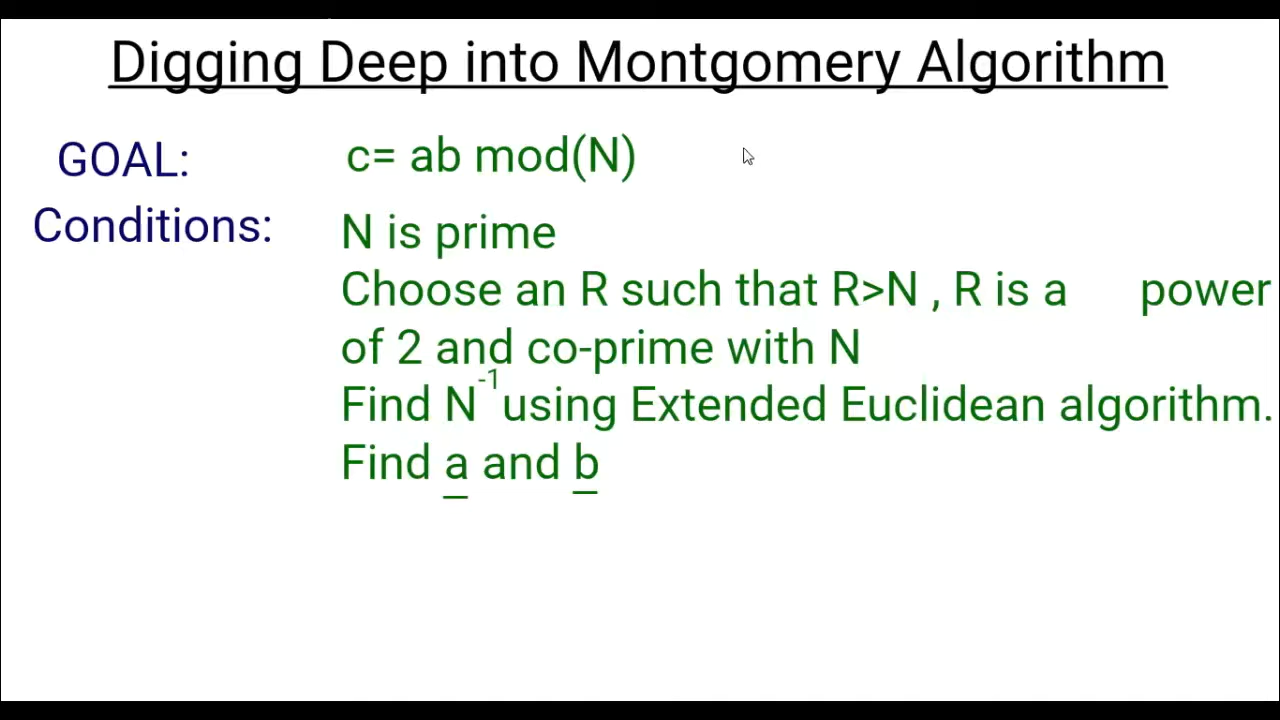 Digging Deep into Montgomery Algorithm
GOAL: c= ab mod(N)
Conditions: N is prime
Choose an R such that R>N , R is a power
of 2 and co-prime with N
Find N⁻¹ using Extended Euclidean algorithm.
Find a and b